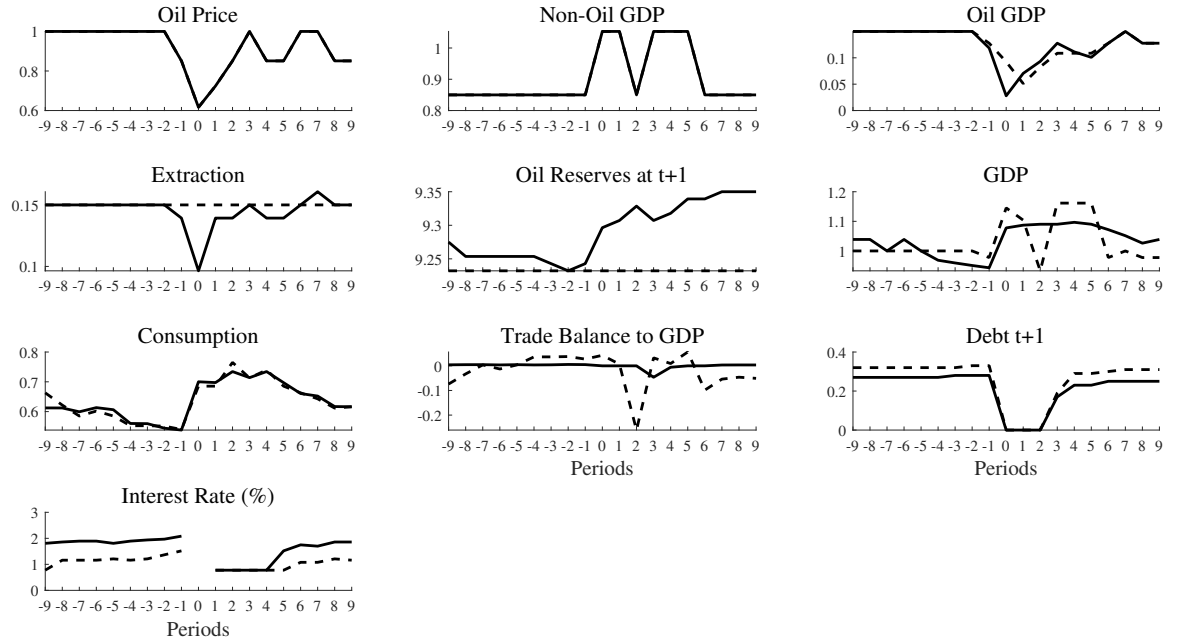 Oil Price
1
0.8
0.6
-9 -8 -7 -6 -5 -4 -3 -2 -1 0 1 2 3 4 5 6 7 8 9
Non-Oil GDP
1
0.9
0.8
-9 -8 -7 -6 -5 -4 -3 -2 -1 0 1 2 3 4 5 6 7 8 9
Oil GDP
0.1
0.05
0
-9 -8 -7 -6 -5 -4 -3 -2 -1 0 1 2 3 4 5 6 7 8 9
Extraction
0.15
0.1
-9 -8 -7 -6 -5 -4 -3 -2 -1 0 1 2 3 4 5 6 7 8 9
Oil Reserves at t+1
9.35
9.3
9.25
-9 -8 -7 -6 -5 -4 -3 -2 -1 0 1 2 3 4 5 6 7 8 9
GDP
1.2
1.1
1
-9 -8 -7 -6 -5 -4 -3 -2 -1 0 1 2 3 4 5 6 7 8 9
Consumption
0.8
0.7
0.6
-9 -8 -7 -6 -5 -4 -3 -2 -1 0 1 2 3 4 5 6 7 8 9
Trade Balance to GDP
0
-0.1
-0.2
-9 -8 -7 -6 -5 -4 -3 -2 -1 0 1 2 3 4 5 6 7 8 9
Periods
Debt t+1
0.4
0.2
0
-9 -8 -7 -6 -5 -4 -3 -2 -1 0 1 2 3 4 5 6 7 8 9
Periods
Interest Rate (%)
3
2
1
0
-9 -8 -7 -6 -5 -4 -3 -2 -1 0 1 2 3 4 5 6 7 8 9
Periods